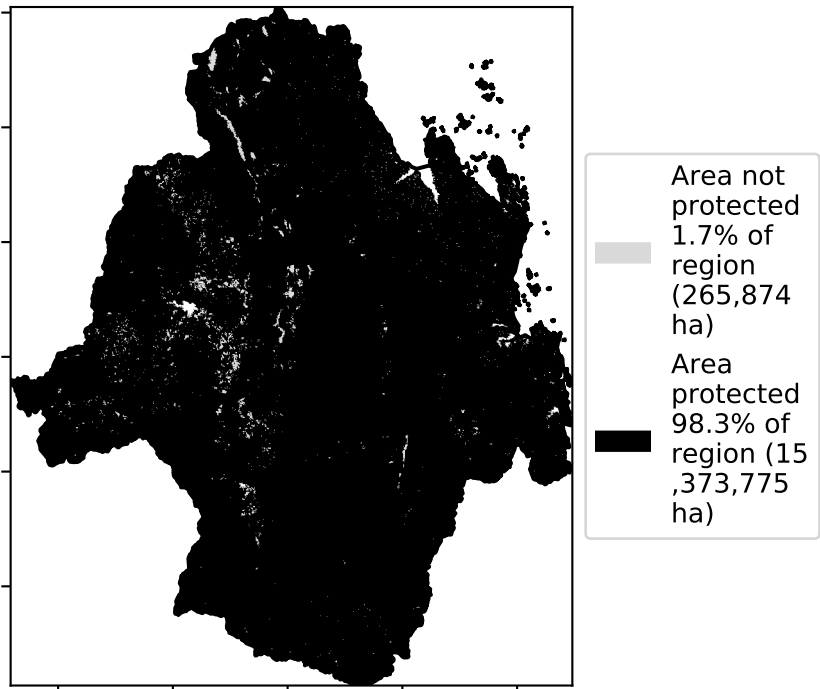 Area not
protected
1.7% of
region
(265,874
ha)
Area
protected
98.3% of
region (15
,373,775
ha)